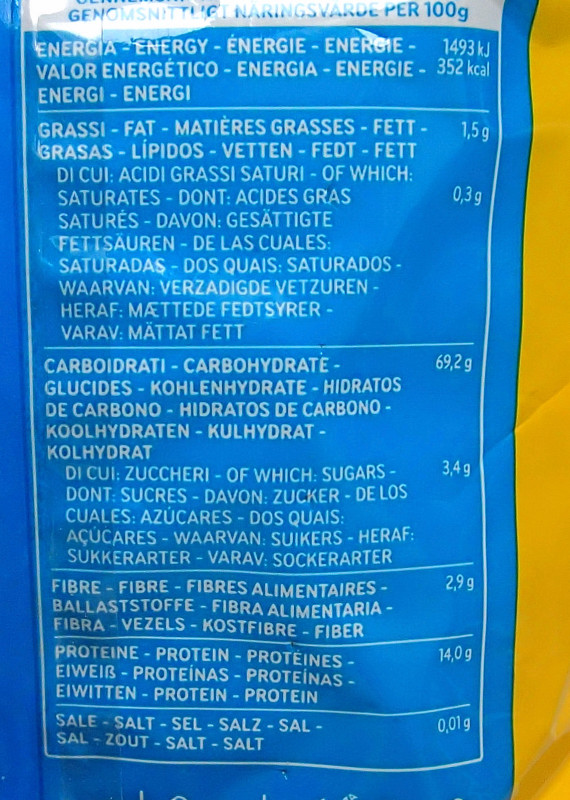 GENOMSNITTLIGT NÄRINGSVÄRDE PER 100g
ENERGIA - ENERGY - ÉNERGIE - ENERGIE - 1493 kJ
VALOR ENERGÉTICO - ENERGIA - ENERGIE - 352 kcal
ENERGI - ENERGI
GRASSI - FAT - MATIÈRES GRASSES - FETT - 1,5 g
GRASAS - LÍPIDOS - VETTEN - FEDT - FETT
DI CUI: ACIDI GRASSI SATURI - OF WHICH:
SATURATES - DONT: ACIDES GRAS 0,3 g
SATURÉS - DAVON: GESÄTTIGTE
FETTSÄUREN - DE LAS CUALES:
SATURADAS - DOS QUAIS: SATURADOS -
WAARVAN: VERZADIGDE VETZUREN -
HERAF: MÆTTEDE FEDTSYRER -
VARAV: MÄTTAT FETT
CARBOIDRATI - CARBOHYDRATE - 69,2 g
GLUCIDES - KOHLENHYDRATE - HIDRATOS
DE CARBONO - HIDRATOS DE CARBONO -
KOOLHYDRATEN - KULHYDRAT -
KOLHYDRAT
DI CUI: ZUCCHERI - OF WHICH: SUGARS - 3,4 g
DONT: SUCRES - DAVON: ZUCKER - DE LOS
CUALES: AZÚCARES - DOS QUAIS:
AÇÚCARES - WAARVAN: SUIKERS - HERAF:
SUKKERARTER - VARAV: SOCKERARTER
FIBRE - FIBRE - FIBRES ALIMENTAIRES - 2,9 g
BALLASTSTOFFE - FIBRA ALIMENTARIA -
FIBRA - VEZELS - KOSTFIBRE - FIBER
PROTEINE - PROTEIN - PROTÉINES - 14,0 g
EIWEIß - PROTEÍNAS - PROTEÍNAS -
EIWITTEN - PROTEIN - PROTEIN
SALE - SALT - SEL - SALZ - SAL - 0,01 g
SAL - ZOUT - SALT - SALT